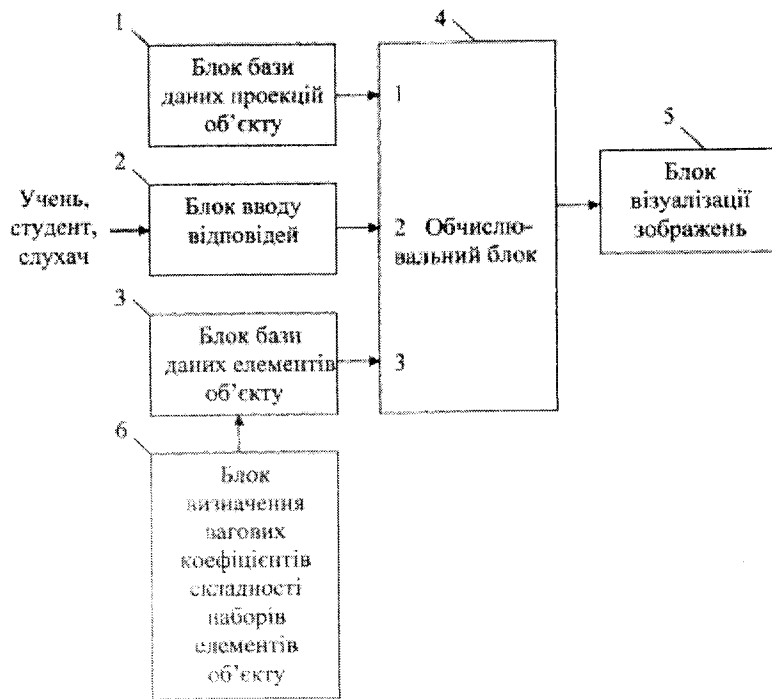 1
Блок бази
даних проекцій
об’єкту
2
Учень,
студент,
слухач
Блок вводу
відповідей
3
Блок бази
даних елементів
об’єкту
6
Блок
визначення
вагових
коефіцієнтів
складності
наборів
елементів
об’єкту
4
1
2 Обчислю-
вальний блок
3
5
Блок
візуалізації
зображень